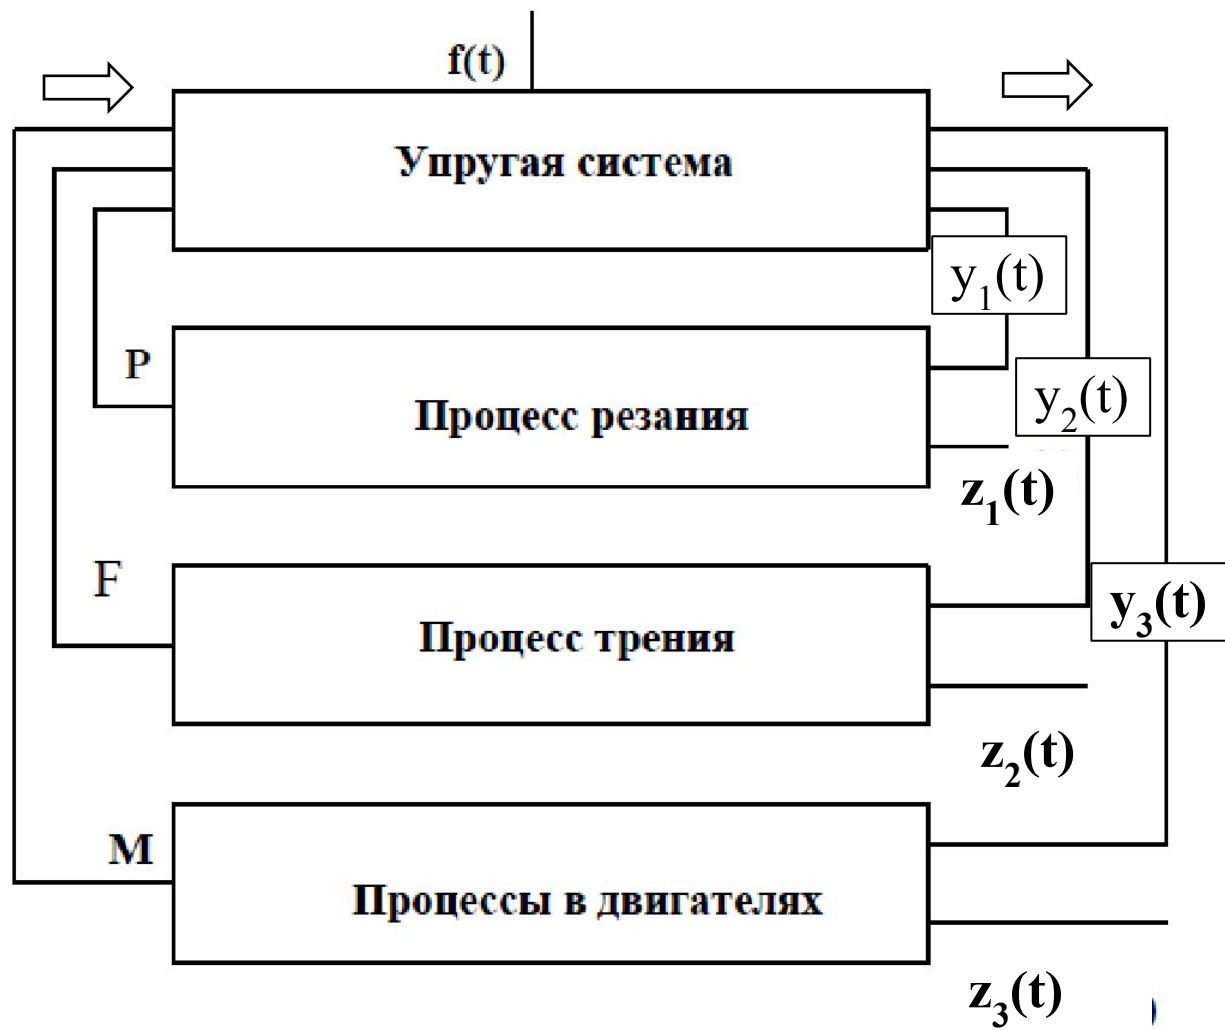 f(t)
Упругая система
y₁(t)
P
y₂(t)
Процесс резания
z₁(t)
F
y₃(t)
Процесс трения
z₂(t)
M
Процессы в двигателях
z₃(t)